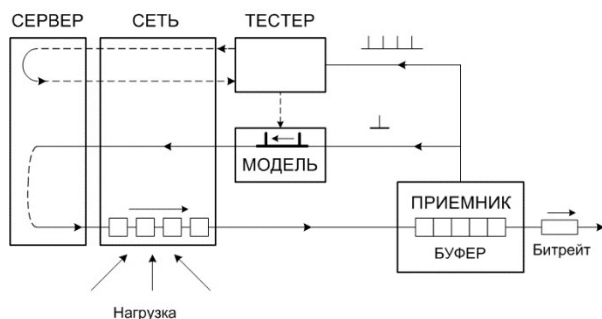 СЕРВЕР СЕТЬ ТЕСТЕР
МОДЕЛЬ
ПРИЕМНИК
БУФЕР
Битрейт
Нагрузка